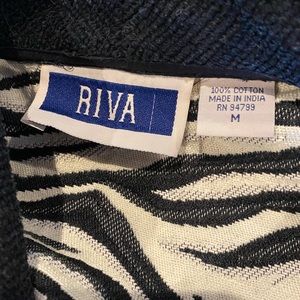 RIVA
100% COTTON
MADE IN INDIA
RN 94799
M